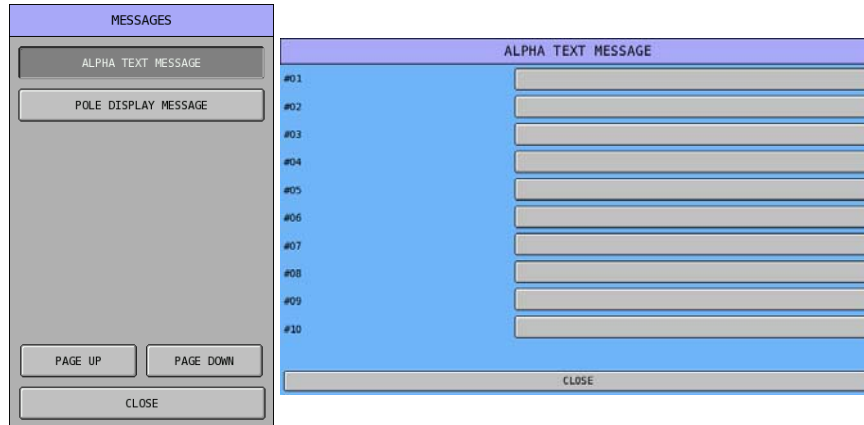 MESSAGES
ALPHA TEXT MESSAGE
POLE DISPLAY MESSAGE
PAGE UP PAGE DOWN
CLOSE
ALPHA TEXT MESSAGE
#01
#02
#03
#04
#05
#06
#07
#08
#09
#10
CLOSE